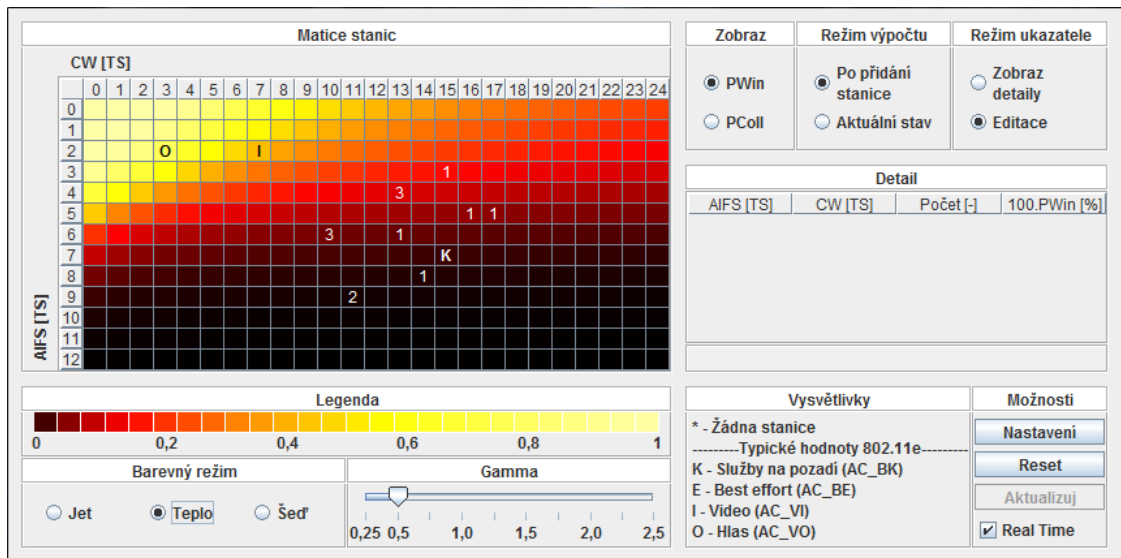 Matice stanic
CW [TS]
0 1 2 3 4 5 6 7 8 9 10 11 12 13 14 15 16 17 18 19 20 21 22 23 24
0
1
2 O I
3 1
4 3
5 1 1
6 3 1
7 K
8 1
9 2
10
11
12
AIFS [TS]
Zobraz
PWin
PColl
Režim výpočtu
Po přidání
stanice
Aktuální stav
Režim ukazatele
Zobraz
detaily
Editace
Detail
AIFS [TS] CW [TS] Počet [-] 100.PWin [%]
Legenda
0 0,2 0,4 0,6 0,8 1
Barevný režim
Jet Teplo Šeď
Gamma
0,25 0,5 1,0 1,5 2,0 2,5
Vysvětlivky
* - Žádna stanice
--------Typické hodnoty 802.11e--------
K - Služby na pozadí (AC_BK)
E - Best effort (AC_BE)
I - Video (AC_VI)
O - Hlas (AC_VO)
Možnosti
Nastavení
Reset
Aktualizuj
Real Time